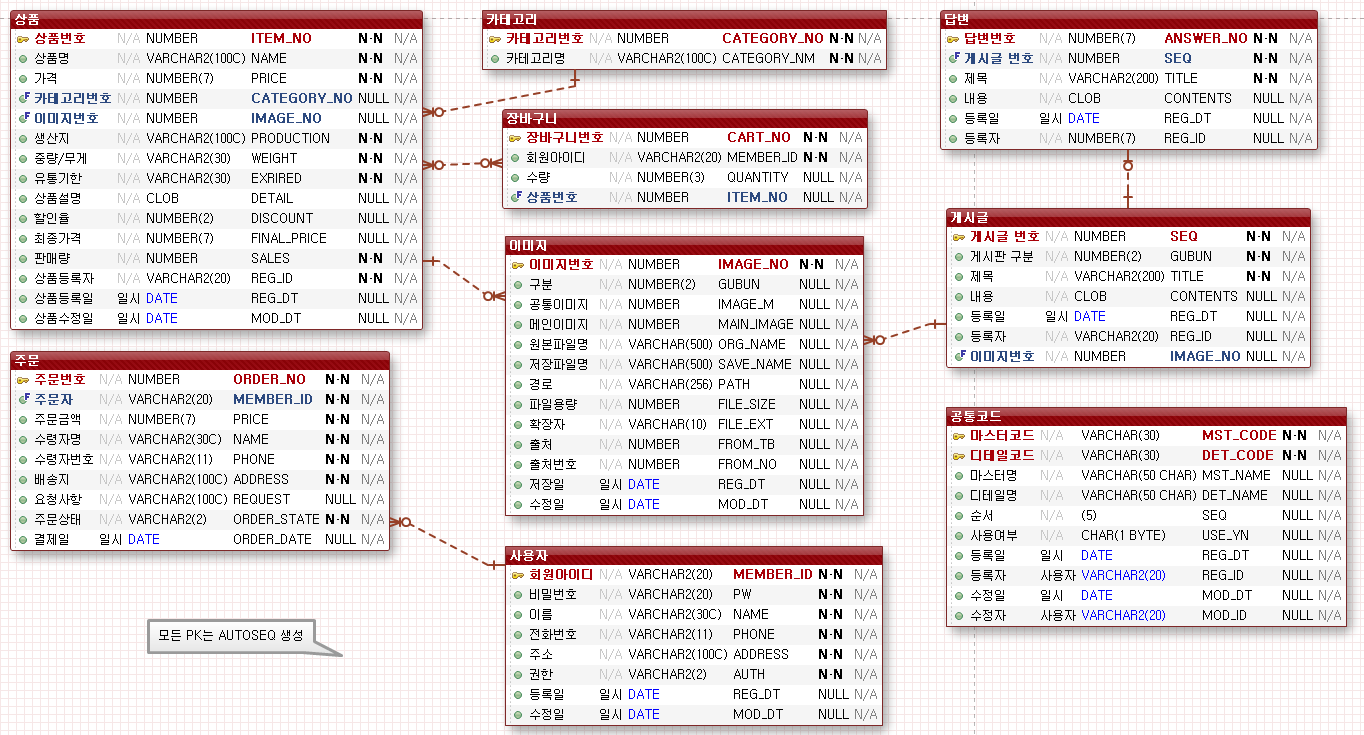 상품
상품번호 N/A NUMBER ITEM_NO N-N N/A
상품명 N/A VARCHAR2(100C) NAME N-N N/A
가격 N/A NUMBER(7) PRICE N-N N/A
카테고리번호 N/A NUMBER CATEGORY_NO NULL N/A
이미지번호 N/A NUMBER IMAGE_NO NULL N/A
생산지 N/A VARCHAR2(100C) PRODUCTION N-N N/A
중량/무게 N/A VARCHAR2(30) WEIGHT N-N N/A
유통기한 N/A VARCHAR2(30) EXRIRED N-N N/A
상품설명 N/A CLOB DETAIL NULL N/A
할인율 N/A NUMBER(2) DISCOUNT NULL N/A
최종가격 N/A NUMBER(7) FINAL_PRICE NULL N/A
판매량 N/A NUMBER SALES N-N N/A
상품등록자 N/A VARCHAR2(20) REG_ID N-N N/A
상품등록일 일시 DATE REG_DT NULL N/A
상품수정일 일시 DATE MOD_DT NULL N/A
카테고리
카테고리번호 N/A NUMBER CATEGORY_NO N-N N/A
카테고리명 N/A VARCHAR2(100C) CATEGORY_NM N-N N/A
답변
답변번호 N/A NUMBER(7) ANSWER_NO N-N N/A
게시글 번호 N/A NUMBER SEQ N-N N/A
제목 N/A VARCHAR2(200) TITLE N-N N/A
내용 N/A CLOB CONTENTS NULL N/A
등록일 일시 DATE REG_DT NULL N/A
등록자 N/A NUMBER(7) REG_ID NULL N/A
장바구니
장바구니번호 N/A NUMBER CART_NO N-N N/A
회원아이디 N/A VARCHAR2(20) MEMBER_ID N-N N/A
수량 N/A NUMBER(3) QUANTITY NULL N/A
상품번호 N/A NUMBER ITEM_NO NULL N/A
게시글
게시글 번호 N/A NUMBER SEQ N-N N/A
게시판 구분 N/A NUMBER(2) GUBUN N-N N/A
제목 N/A VARCHAR2(200) TITLE N-N N/A
내용 N/A CLOB CONTENTS NULL N/A
등록일 일시 DATE REG_DT NULL N/A
등록자 N/A VARCHAR2(20) REG_ID NULL N/A
이미지번호 N/A NUMBER IMAGE_NO NULL N/A
이미지
이미지번호 N/A NUMBER IMAGE_NO N-N N/A
구분 N/A NUMBER(2) GUBUN NULL N/A
공통이미지 N/A NUMBER IMAGE_M NULL N/A
메인이미지 N/A NUMBER MAIN_IMAGE NULL N/A
원본파일명 N/A VARCHAR(500) ORG_NAME NULL N/A
저장파일명 N/A VARCHAR(500) SAVE_NAME NULL N/A
경로 N/A VARCHAR(256) PATH NULL N/A
파일용량 N/A NUMBER FILE_SIZE NULL N/A
확장자 N/A VARCHAR(10) FILE_EXT NULL N/A
출처 N/A NUMBER FROM_TB NULL N/A
출처번호 N/A NUMBER FROM_NO NULL N/A
저장일 일시 DATE REG_DT NULL N/A
수정일 일시 DATE MOD_DT NULL N/A
주문
주문번호 N/A NUMBER ORDER_NO N-N N/A
주문자 N/A VARCHAR2(20) MEMBER_ID N-N N/A
주문금액 N/A NUMBER(7) PRICE N-N N/A
수령자명 N/A VARCHAR2(30C) NAME N-N N/A
수령자번호 N/A VARCHAR2(11) PHONE N-N N/A
배송지 N/A VARCHAR2(100C) ADDRESS N-N N/A
요청사항 N/A VARCHAR2(100C) REQUEST NULL N/A
주문상태 N/A VARCHAR2(2) ORDER_STATE N-N N/A
결제일 일시 DATE ORDER_DATE NULL N/A
공통코드
마스터코드 N/A VARCHAR(30) MST_CODE N-N N/A
디테일코드 N/A VARCHAR(30) DET_CODE N-N N/A
마스터명 N/A VARCHAR(50 CHAR) MST_NAME NULL N/A
디테일명 N/A VARCHAR(50 CHAR) DET_NAME NULL N/A
순서 N/A (5) SEQ NULL N/A
사용여부 N/A CHAR(1 BYTE) USE_YN NULL N/A
등록일 일시 DATE REG_DT NULL N/A
등록자 사용자 VARCHAR2(20) REG_ID NULL N/A
수정일 일시 DATE MOD_DT NULL N/A
수정자 사용자 VARCHAR2(20) MOD_ID NULL N/A
사용자
회원아이디 N/A VARCHAR2(20) MEMBER_ID N-N N/A
비밀번호 N/A VARCHAR2(20) PW N-N N/A
이름 N/A VARCHAR2(30C) NAME N-N N/A
전화번호 N/A VARCHAR2(11) PHONE N-N N/A
주소 N/A VARCHAR2(100C) ADDRESS N-N N/A
권한 N/A VARCHAR2(2) AUTH N-N N/A
등록일 일시 DATE REG_DT NULL N/A
수정일 일시 DATE MOD_DT NULL N/A
모든 PK는 AUTOSEQ 생성